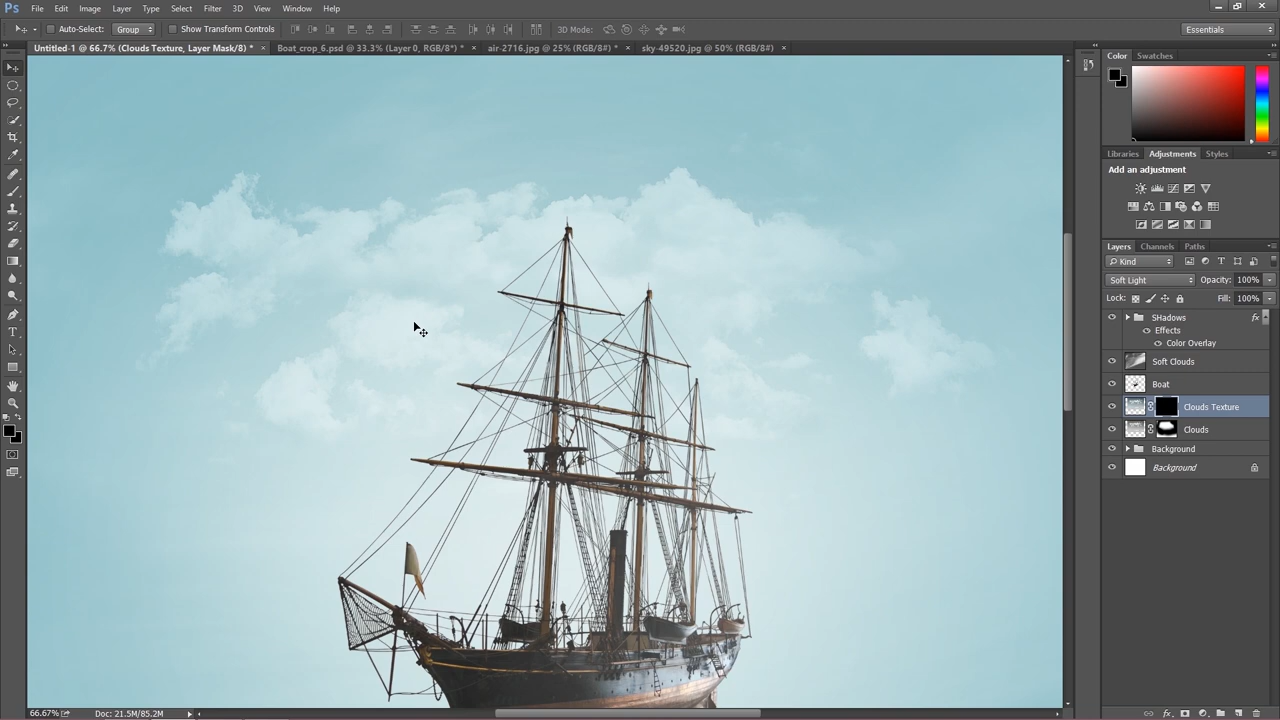 Ps File Edit Image Layer Type Select Filter 3D View Window Help
Auto-Select: Group Show Transform Controls 3D Mode: Essentials
Untitled-1 @ 66.7% (Clouds Texture, Layer Mask/8) * × Boat_crop_6.psd @ 33.3% (Layer 0, RGB/8*) * × air-2716.jpg @ 25% (RGB/8#) * × sky-49520.jpg @ 50% (RGB/8#) ×
Color Swatches
Libraries Adjustments Styles
Add an adjustment
Layers Channels Paths
Kind
Soft Light Opacity: 100%
Lock: Fill: 100%
SHadows fx
Effects
Color Overlay
Soft Clouds
Boat
Clouds Texture
Clouds
Background
Background
66.67% Doc: 21.5M/85.2M